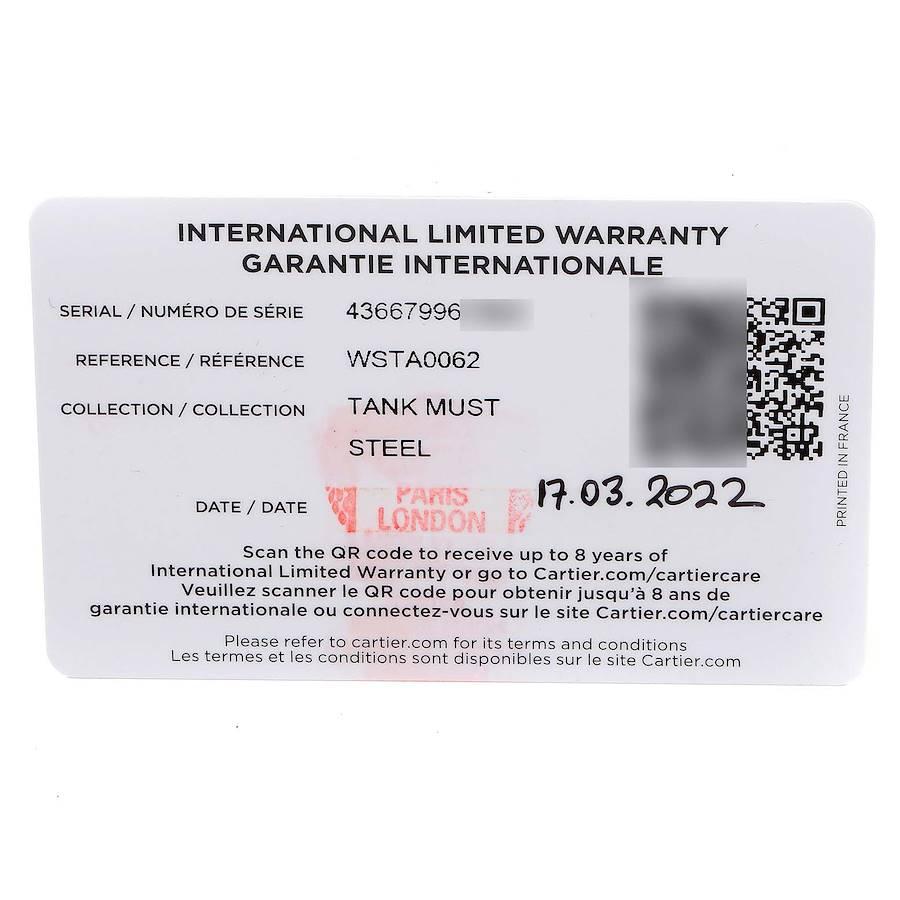 INTERNATIONAL LIMITED WARRANTY
GARANTIE INTERNATIONALE
SERIAL / NUMÉRO DE SÉRIE 43667996
REFERENCE / RÉFÉRENCE WSTA0062
COLLECTION / COLLECTION TANK MUST
STEEL
PRINTED IN FRANCE
PARIS
DATE / DATE LONDON 17.03.2022
Scan the QR code to receive up to 8 years of
International Limited Warranty or go to Cartier.com/cartiercare
Veuillez scanner le QR code pour obtenir jusqu'à 8 ans de
garantie internationale ou connectez-vous sur le site Cartier.com/cartiercare
Please refer to cartier.com for its terms and conditions
Les termes et les conditions sont disponibles sur le site Cartier.com